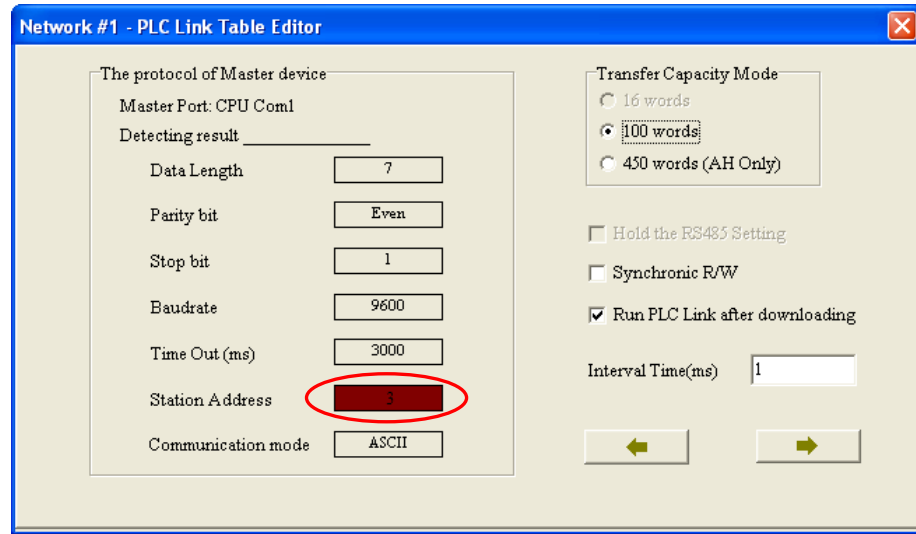 Network #1 - PLC Link Table Editor
The protocol of Master device
Master Port: CPU Com1
Detecting result
Data Length 7
Parity bit Even
Stop bit 1
Baudrate 9600
Time Out (ms) 3000
Station Address 3
Communication mode ASCII
Transfer Capacity Mode
16 words
100 words
450 words (AH Only)
Hold the RS485 Setting
Synchronic R/W
Run PLC Link after downloading
Interval Time(ms) 1